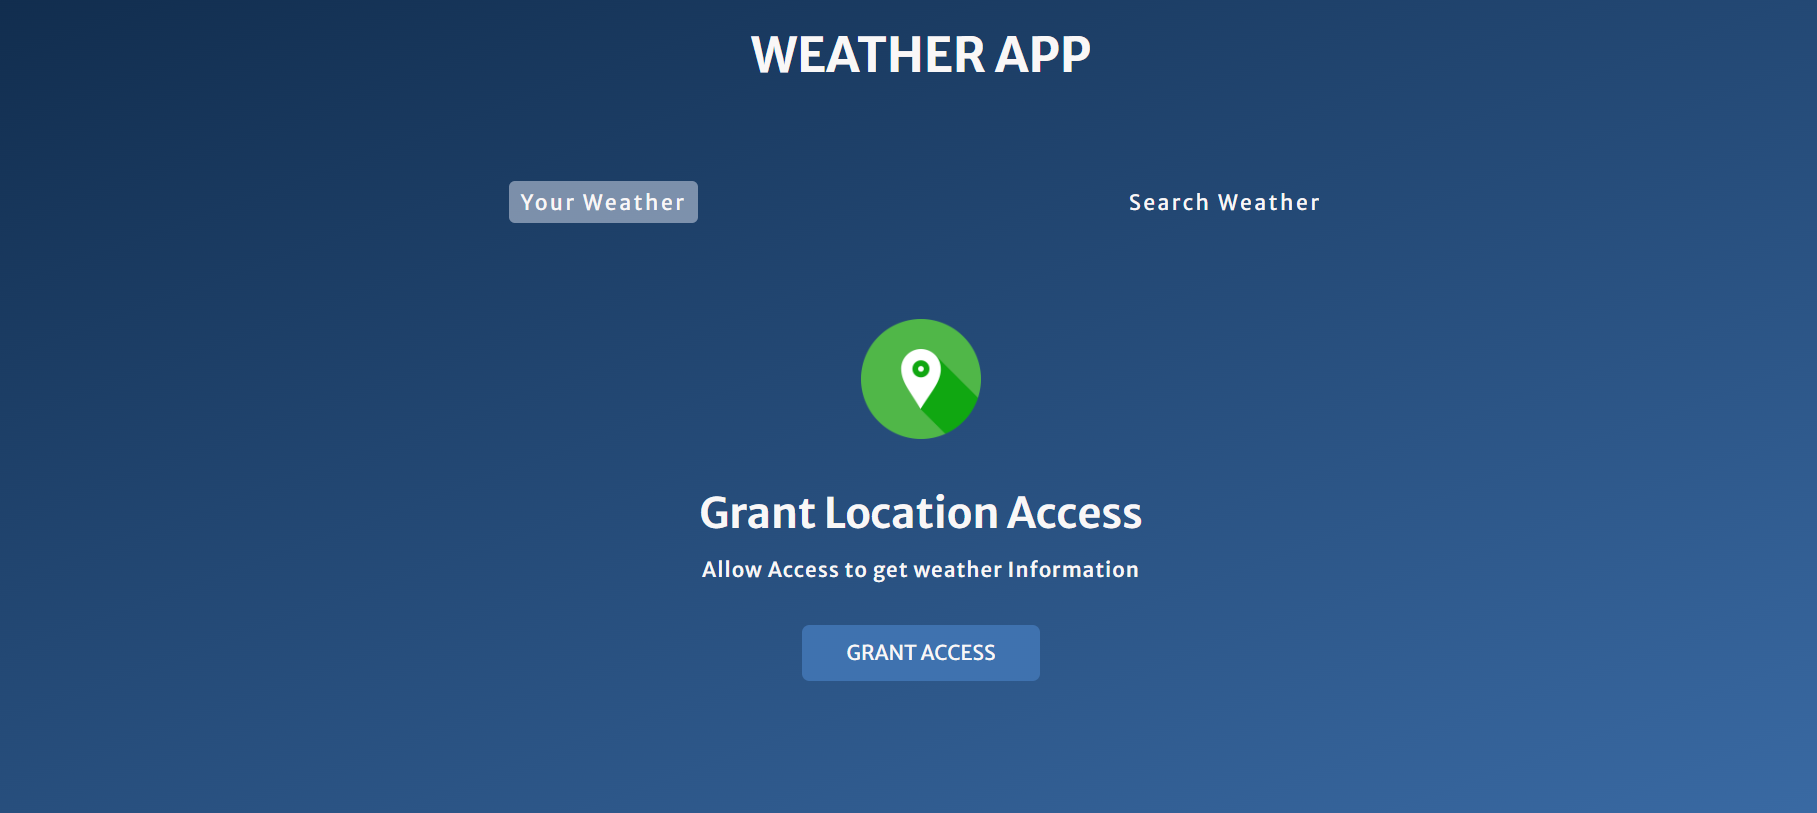 WEATHER APP
Your Weather
Search Weather
Grant Location Access
Allow Access to get weather Information
GRANT ACCESS